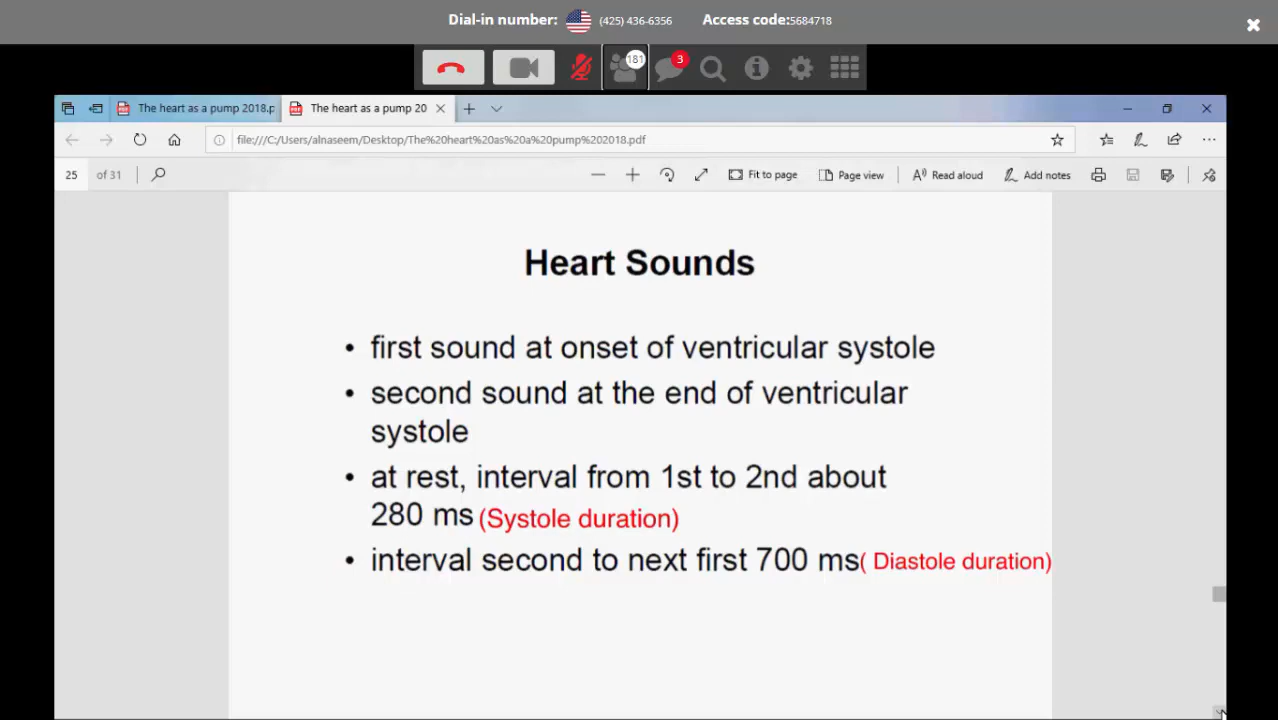 Dial-in number: (425) 436-6356 Access code:5684718
181 3
The heart as a pump 2018.p The heart as a pump 20
file:///C:/Users/alnaseem/Desktop/The%20heart%20as%20a%20pump%202018.pdf
25 of 31 Fit to page Page view Read aloud Add notes
Heart Sounds
• first sound at onset of ventricular systole
• second sound at the end of ventricular
systole
• at rest, interval from 1st to 2nd about
280 ms (Systole duration)
• interval second to next first 700 ms( Diastole duration)